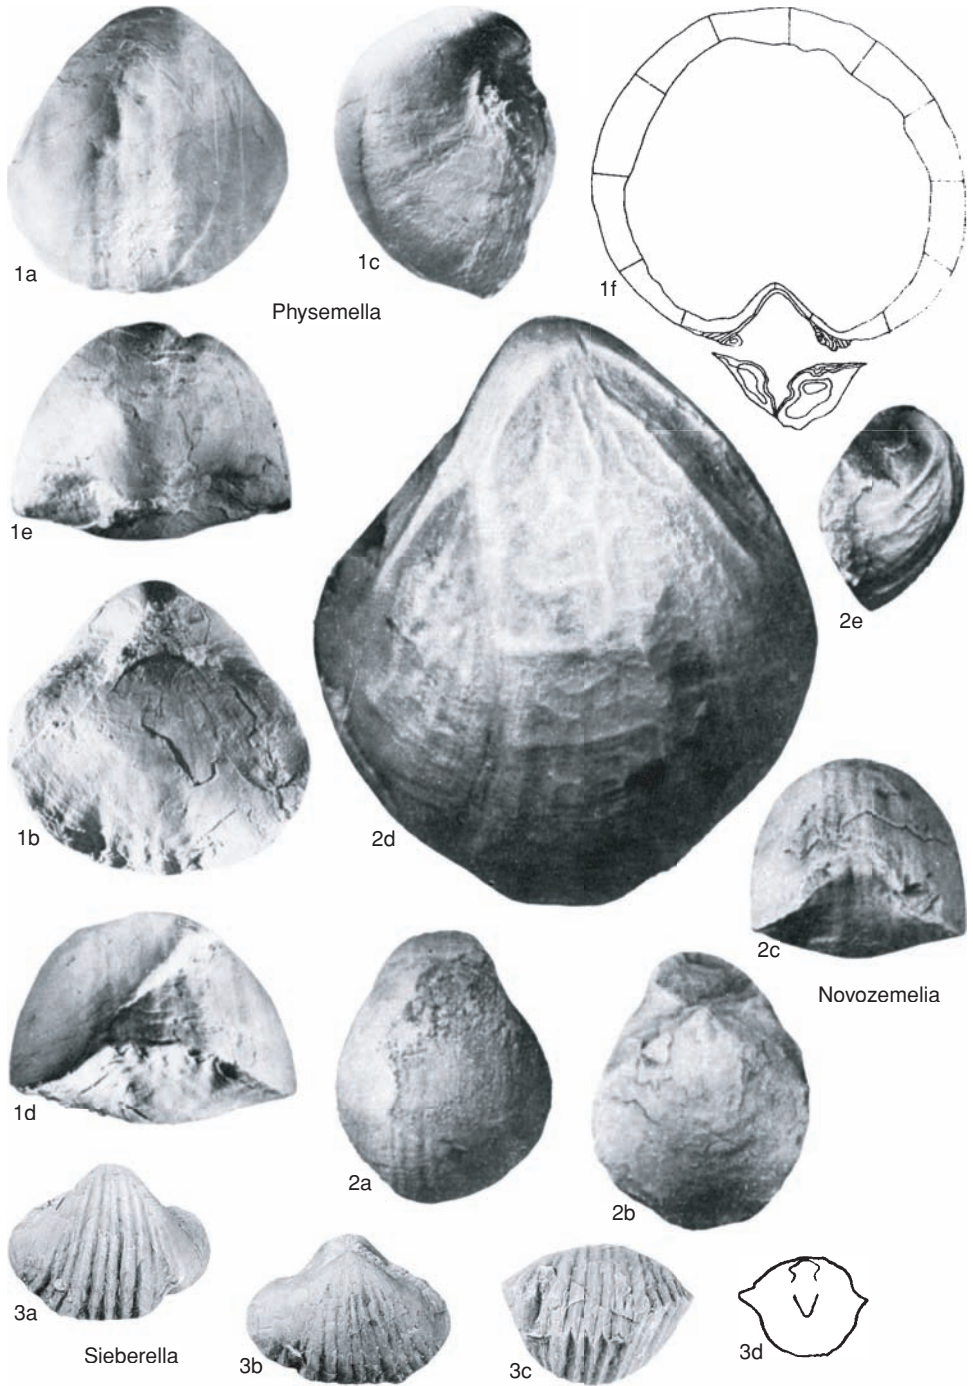 1a
1c
1f
Physemella
1e
2e
1b
2d
2c
Novozemelia
1d
2a
2b
3a
Sieberella
3b
3c
3d